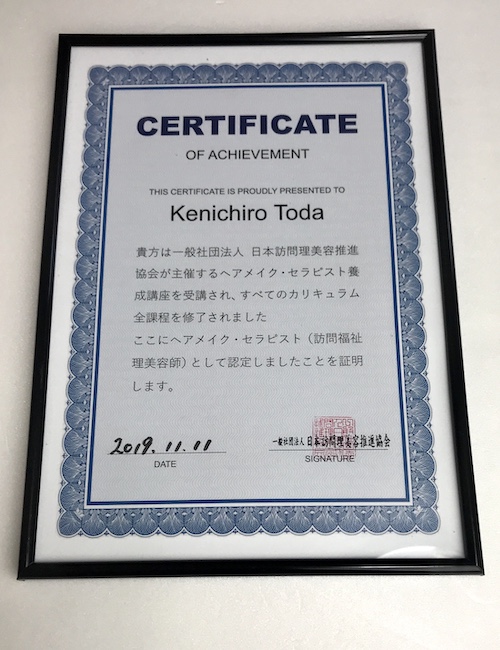 CERTIFICATE
OF ACHIEVEMENT
THIS CERTIFICATE IS PROUDLY PRESENTED TO
Kenichiro Toda
貴方は一般社団法人 日本訪問理美容推進
協会が主催するヘアメイク・セラピスト養
成講座を受講され、すべてのカリキュラム
全課程を修了されました
ここにヘアメイク・セラピスト（訪問福祉
理美容師）として認定しましたことを証明
します。
2019.11.11
一般社団法人 日本訪問理美容推進協会
DATE
SIGNATURE